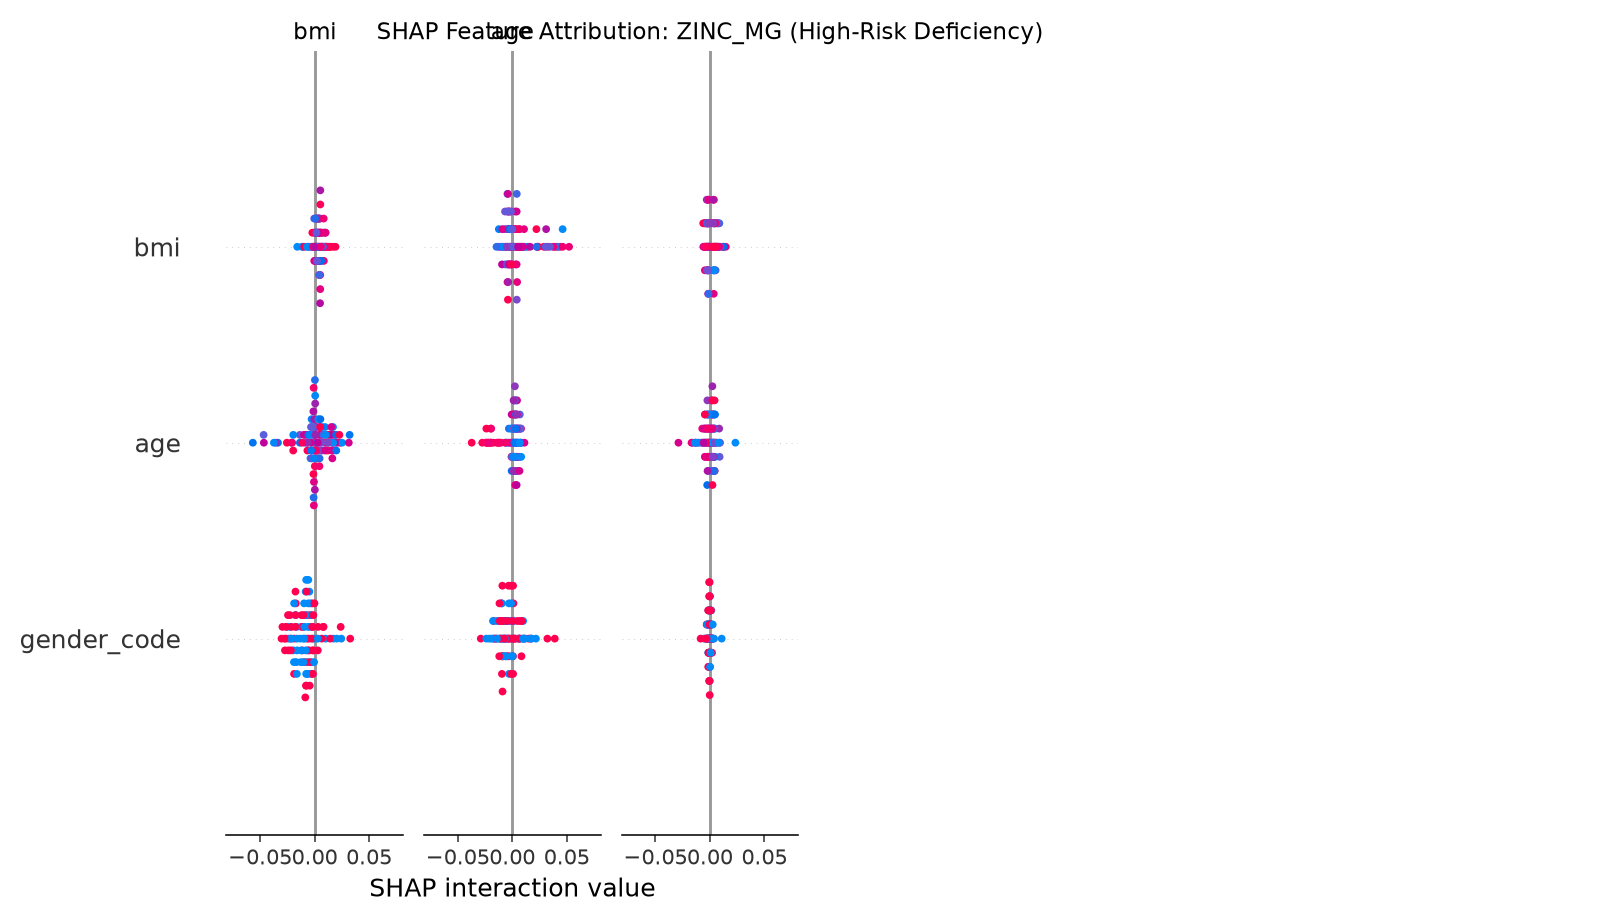 bmi
age
SHAP Feature Attribution: ZINC_MG (High-Risk Deficiency)
bmi
age
gender_code
−0.05 0.00 0.05 −0.05 0.00 0.05 −0.05 0.00 0.05
SHAP interaction value